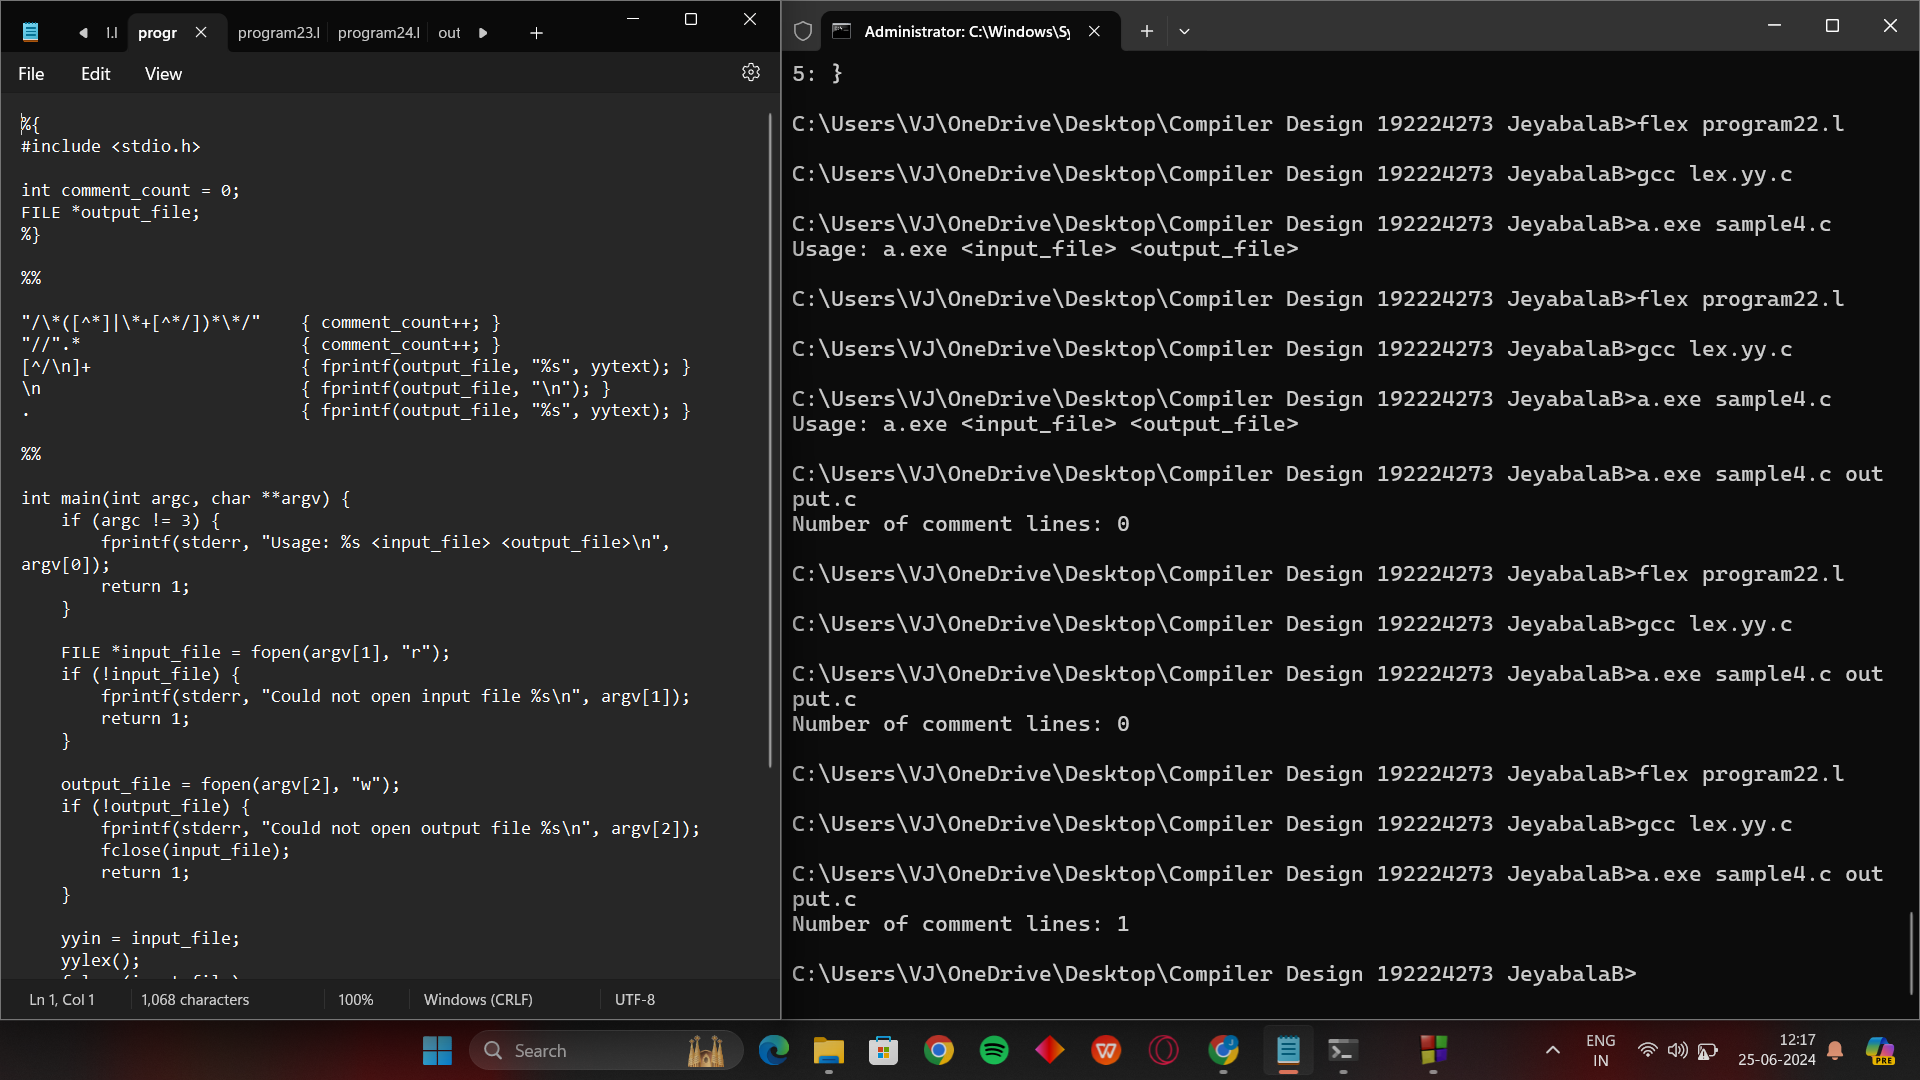 1.l
progr
program23.l
program24.l
out
File
Edit
View
%{
#include <stdio.h>
int comment_count = 0;
FILE *output_file;
%}
%%
"/\*([^*]|\*+[^*/])*\*/"    { comment_count++; }
"//".*                      { comment_count++; }
[^/\n]+                     { fprintf(output_file, "%s", yytext); }
\n                          { fprintf(output_file, "\n"); }
.                           { fprintf(output_file, "%s", yytext); }
%%
int main(int argc, char **argv) {
    if (argc != 3) {
        fprintf(stderr, "Usage: %s <input_file> <output_file>\n",
argv[0]);
        return 1;
    }
    FILE *input_file = fopen(argv[1], "r");
    if (!input_file) {
        fprintf(stderr, "Could not open input file %s\n", argv[1]);
        return 1;
    }
    output_file = fopen(argv[2], "w");
    if (!output_file) {
        fprintf(stderr, "Could not open output file %s\n", argv[2]);
        fclose(input_file);
        return 1;
    }
    yyin = input_file;
    yylex();
Ln 1, Col 1
1,068 characters
100%
Windows (CRLF)
UTF-8
Administrator: C:\Windows\Sy
5: }
C:\Users\VJ\OneDrive\Desktop\Compiler Design 192224273 JeyabalaB>flex program22.l
C:\Users\VJ\OneDrive\Desktop\Compiler Design 192224273 JeyabalaB>gcc lex.yy.c
C:\Users\VJ\OneDrive\Desktop\Compiler Design 192224273 JeyabalaB>a.exe sample4.c
Usage: a.exe <input_file> <output_file>
C:\Users\VJ\OneDrive\Desktop\Compiler Design 192224273 JeyabalaB>flex program22.l
C:\Users\VJ\OneDrive\Desktop\Compiler Design 192224273 JeyabalaB>gcc lex.yy.c
C:\Users\VJ\OneDrive\Desktop\Compiler Design 192224273 JeyabalaB>a.exe sample4.c
Usage: a.exe <input_file> <output_file>
C:\Users\VJ\OneDrive\Desktop\Compiler Design 192224273 JeyabalaB>a.exe sample4.c out
put.c
Number of comment lines: 0
C:\Users\VJ\OneDrive\Desktop\Compiler Design 192224273 JeyabalaB>flex program22.l
C:\Users\VJ\OneDrive\Desktop\Compiler Design 192224273 JeyabalaB>gcc lex.yy.c
C:\Users\VJ\OneDrive\Desktop\Compiler Design 192224273 JeyabalaB>a.exe sample4.c out
put.c
Number of comment lines: 0
C:\Users\VJ\OneDrive\Desktop\Compiler Design 192224273 JeyabalaB>flex program22.l
C:\Users\VJ\OneDrive\Desktop\Compiler Design 192224273 JeyabalaB>gcc lex.yy.c
C:\Users\VJ\OneDrive\Desktop\Compiler Design 192224273 JeyabalaB>a.exe sample4.c out
put.c
Number of comment lines: 1
C:\Users\VJ\OneDrive\Desktop\Compiler Design 192224273 JeyabalaB>
Search
ENG
IN
12:17
25-06-2024
PRE